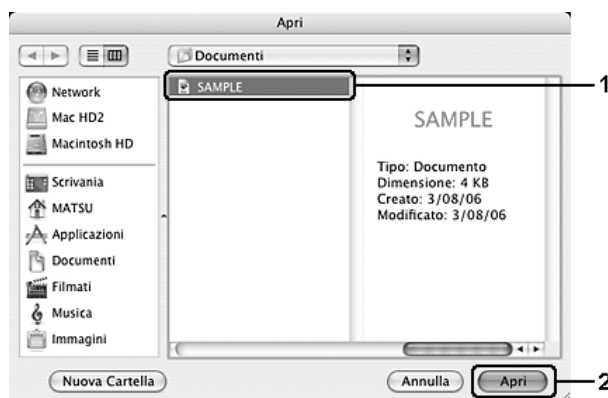 Apri
Documenti
Network
Mac HD2
Macintosh HD
Scrivania
MATSU
Applicazioni
Documenti
Filmati
Musica
Immagini
SAMPLE
1
SAMPLE
Tipo: Documento
Dimensione: 4 KB
Creato: 3/08/06
Modificato: 3/08/06
Nuova Cartella
Annulla
Apri
2